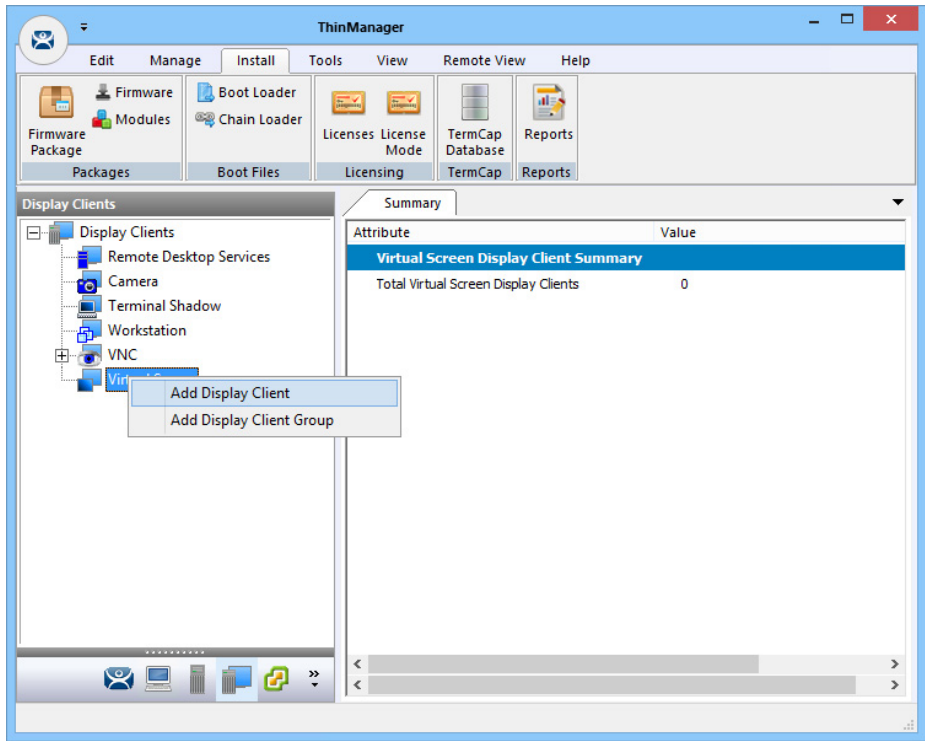 ThinManager
Edit Manage Install Tools View Remote View Help
Firmware Package
Firmware
Modules
Packages
Boot Loader
Chain Loader
Boot Files
Licenses
License Mode
Licensing
TermCap Database
TermCap
Reports
Reports
Display Clients
Display Clients
Remote Desktop Services
Camera
Terminal Shadow
Workstation
VNC
Add Display Client
Add Display Client Group
Summary
Attribute Value
Virtual Screen Display Client Summary
Total Virtual Screen Display Clients 0